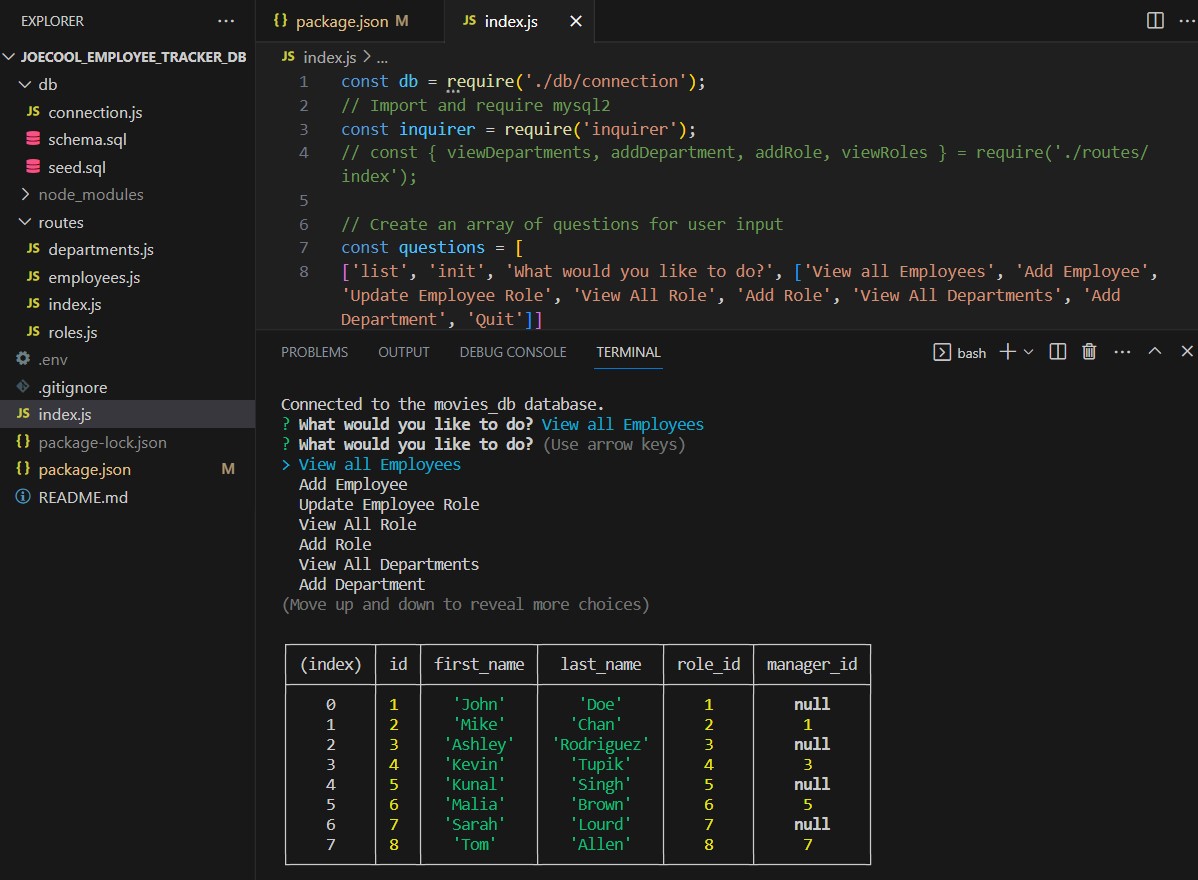 EXPLORER
JOECOOL_EMPLOYEE_TRACKER_DB
db
JS connection.js
schema.sql
seed.sql
node_modules
routes
JS departments.js
JS employees.js
JS index.js
JS roles.js
.env
.gitignore
JS index.js
{} package-lock.json
{} package.json M
README.md
{} package.json M
JS index.js
JS index.js > ...
1 const db = require('./db/connection');
2 // Import and require mysql2
3 const inquirer = require('inquirer');
4 // const { viewDepartments, addDepartment, addRole, viewRoles } = require('./routes/
index');
5
6 // Create an array of questions for user input
7 const questions = [
8 ['list', 'init', 'What would you like to do?', ['View all Employees', 'Add Employee',
'Update Employee Role', 'View All Role', 'Add Role', 'View All Departments', 'Add
Department', 'Quit']]
PROBLEMS OUTPUT DEBUG CONSOLE TERMINAL
bash
Connected to the movies_db database.
? What would you like to do? View all Employees
? What would you like to do? (Use arrow keys)
> View all Employees
Add Employee
Update Employee Role
View All Role
Add Role
View All Departments
Add Department
(Move up and down to reveal more choices)
(index) id first_name last_name role_id manager_id
0 1 'John' 'Doe' 1 null
1 2 'Mike' 'Chan' 2 1
2 3 'Ashley' 'Rodriguez' 3 null
3 4 'Kevin' 'Tupik' 4 3
4 5 'Kunal' 'Singh' 5 null
5 6 'Malia' 'Brown' 6 5
6 7 'Sarah' 'Lourd' 7 null
7 8 'Tom' 'Allen' 8 7